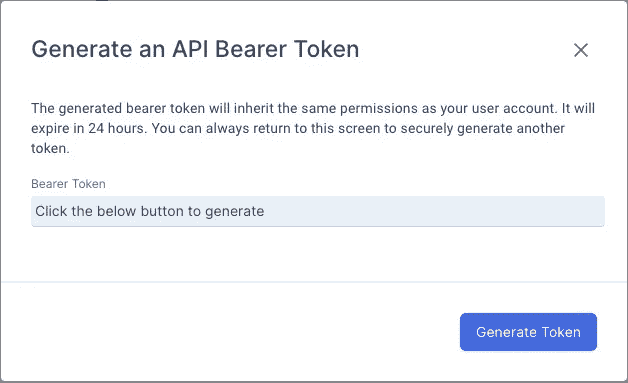 Generate an API Bearer Token
The generated bearer token will inherit the same permissions as your user account. It will
expire in 24 hours. You can always return to this screen to securely generate another
token.
Bearer Token
Click the below button to generate
Generate Token